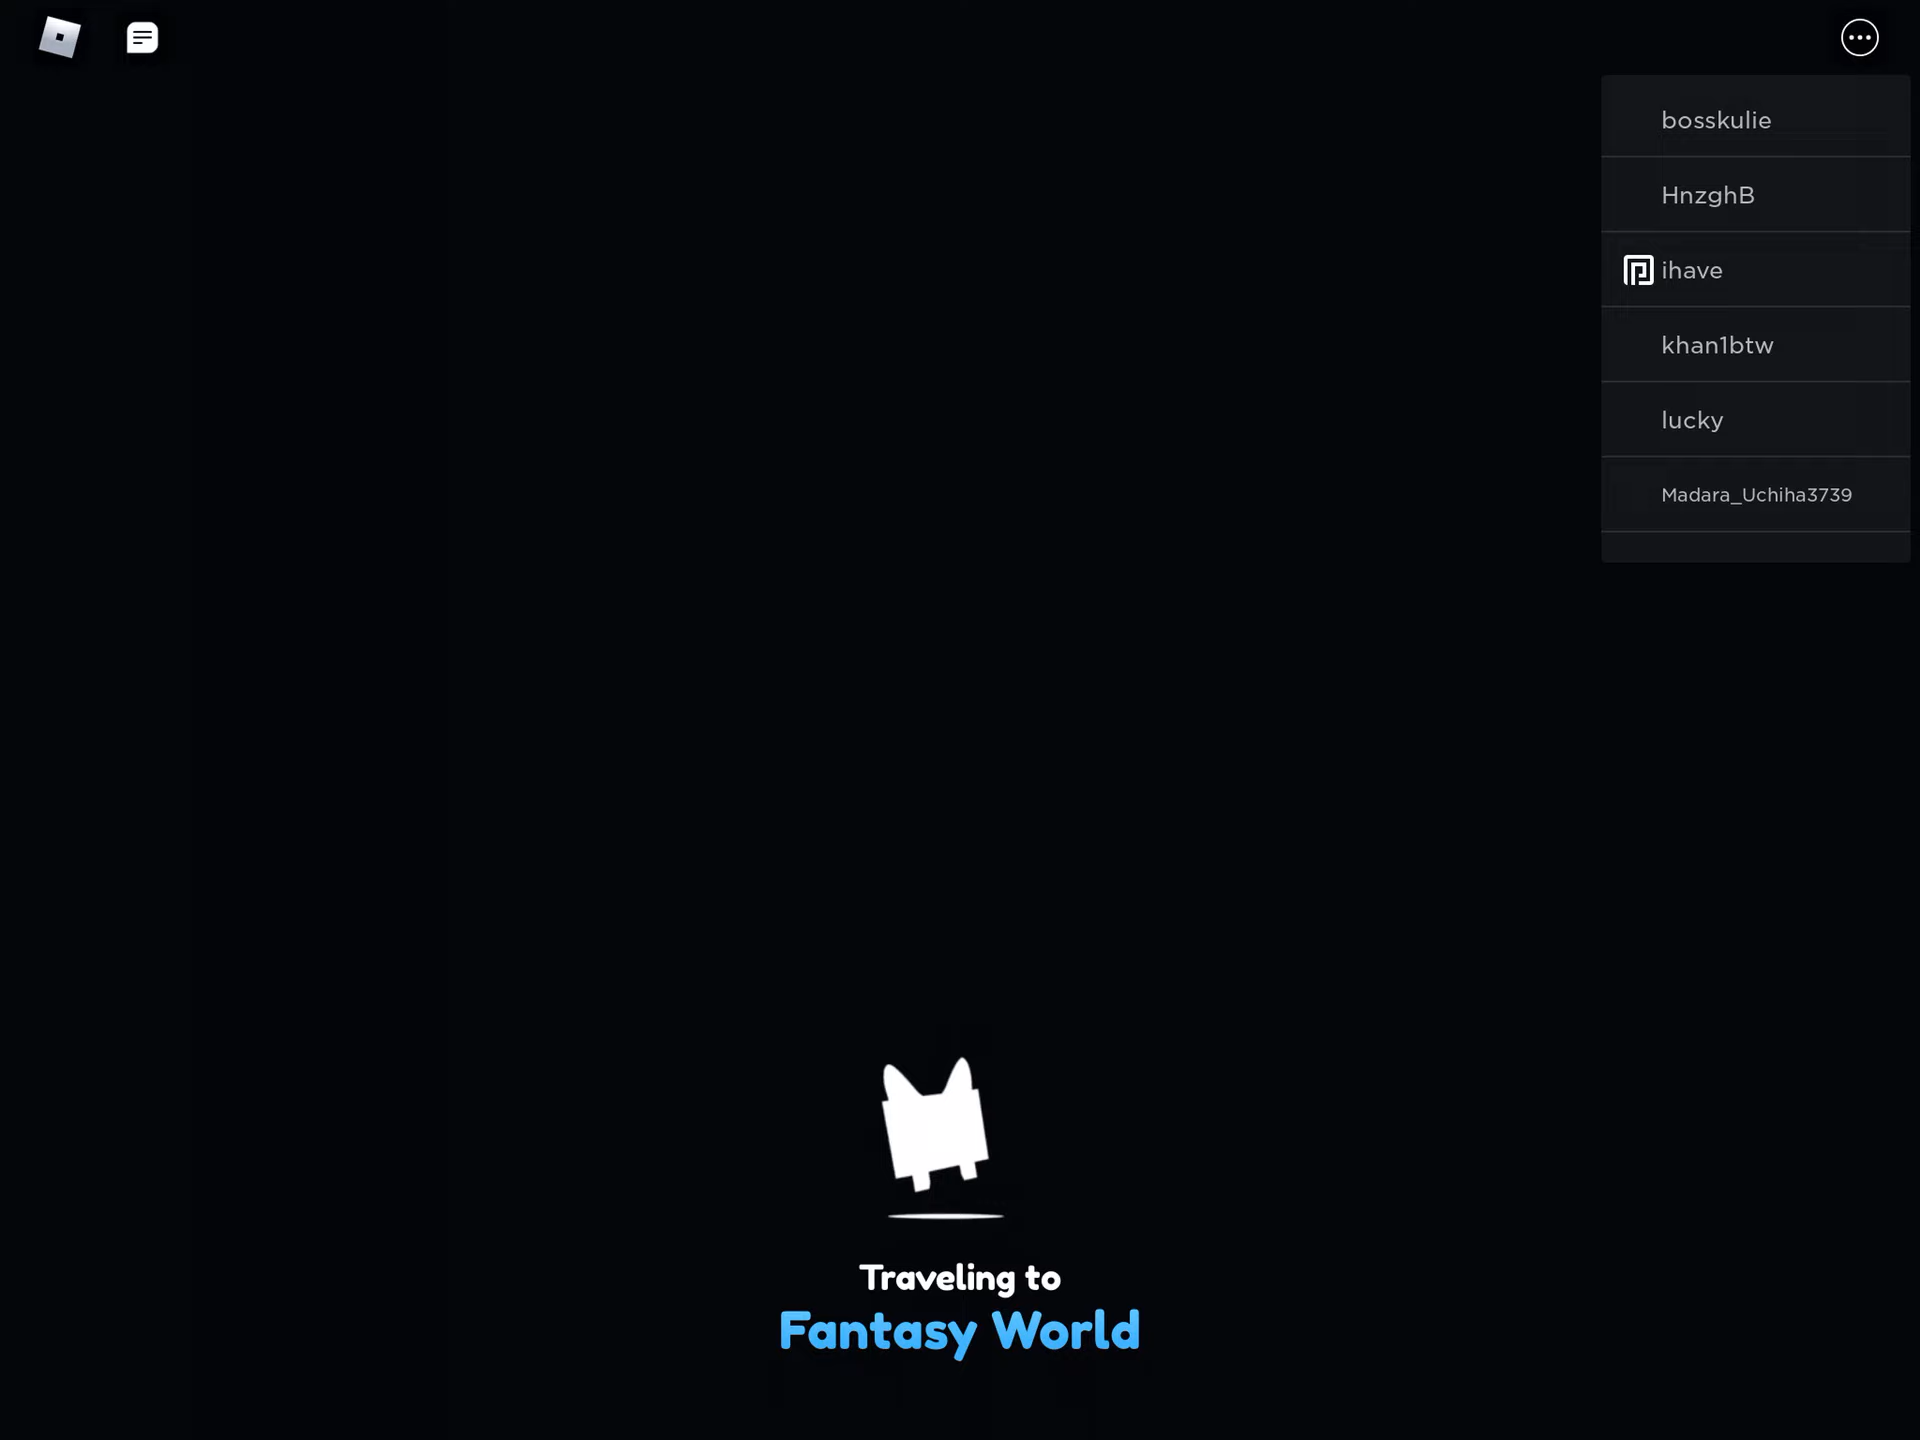 bosskulie
HnzghB
ihave
khan1btw
lucky
Madara_Uchiha3739
Traveling to
Fantasy World